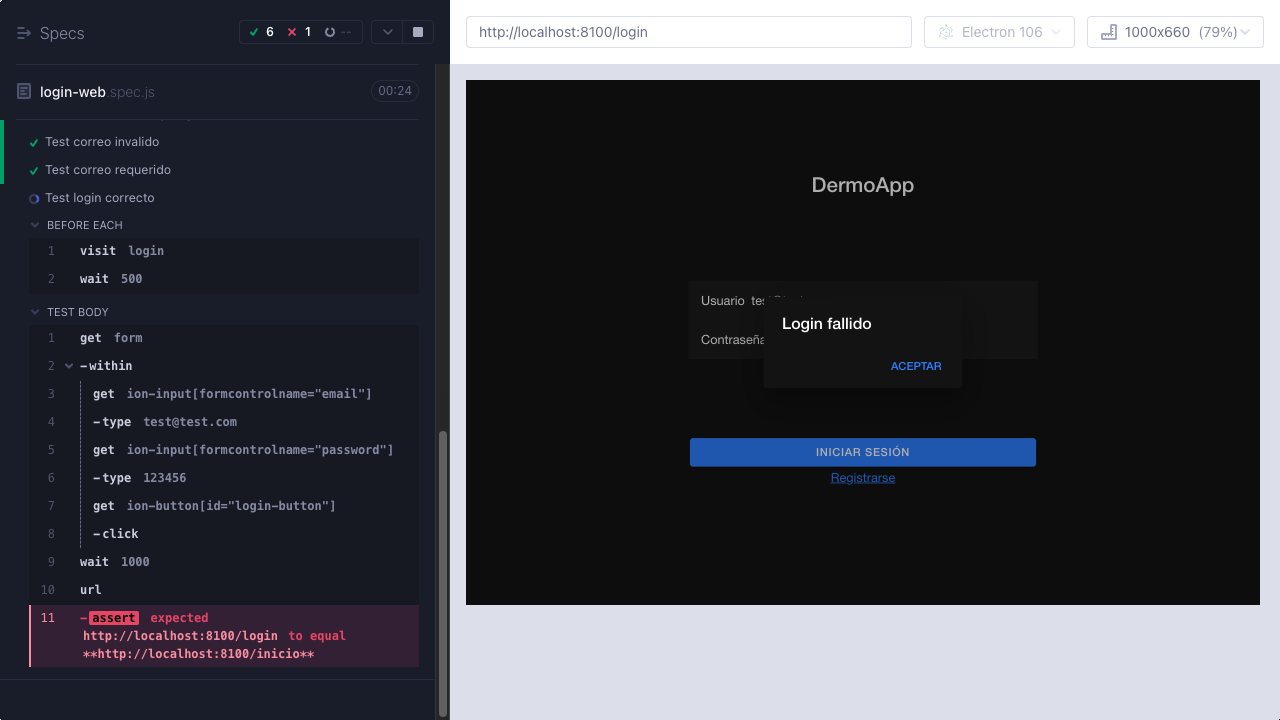 Specs
6
1
--
http://localhost:8100/login
Electron 106
1000x660 (79%)
login-web.spec.js
00:24
Test correo invalido
Test correo requerido
Test login correcto
BEFORE EACH
1 visit login
2 wait 500
TEST BODY
1 get form
2 -within
3 get ion-input[formcontrolname="email"]
4 -type test@test.com
5 get ion-input[formcontrolname="password"]
6 -type 123456
7 get ion-button[id="login-button"]
8 -click
9 wait 1000
10 url
11 -assert expected
http://localhost:8100/login to equal
**http://localhost:8100/inicio**
DermoApp
Usuario
Contraseña
Login fallido
ACEPTAR
INICIAR SESIÓN
Registrarse